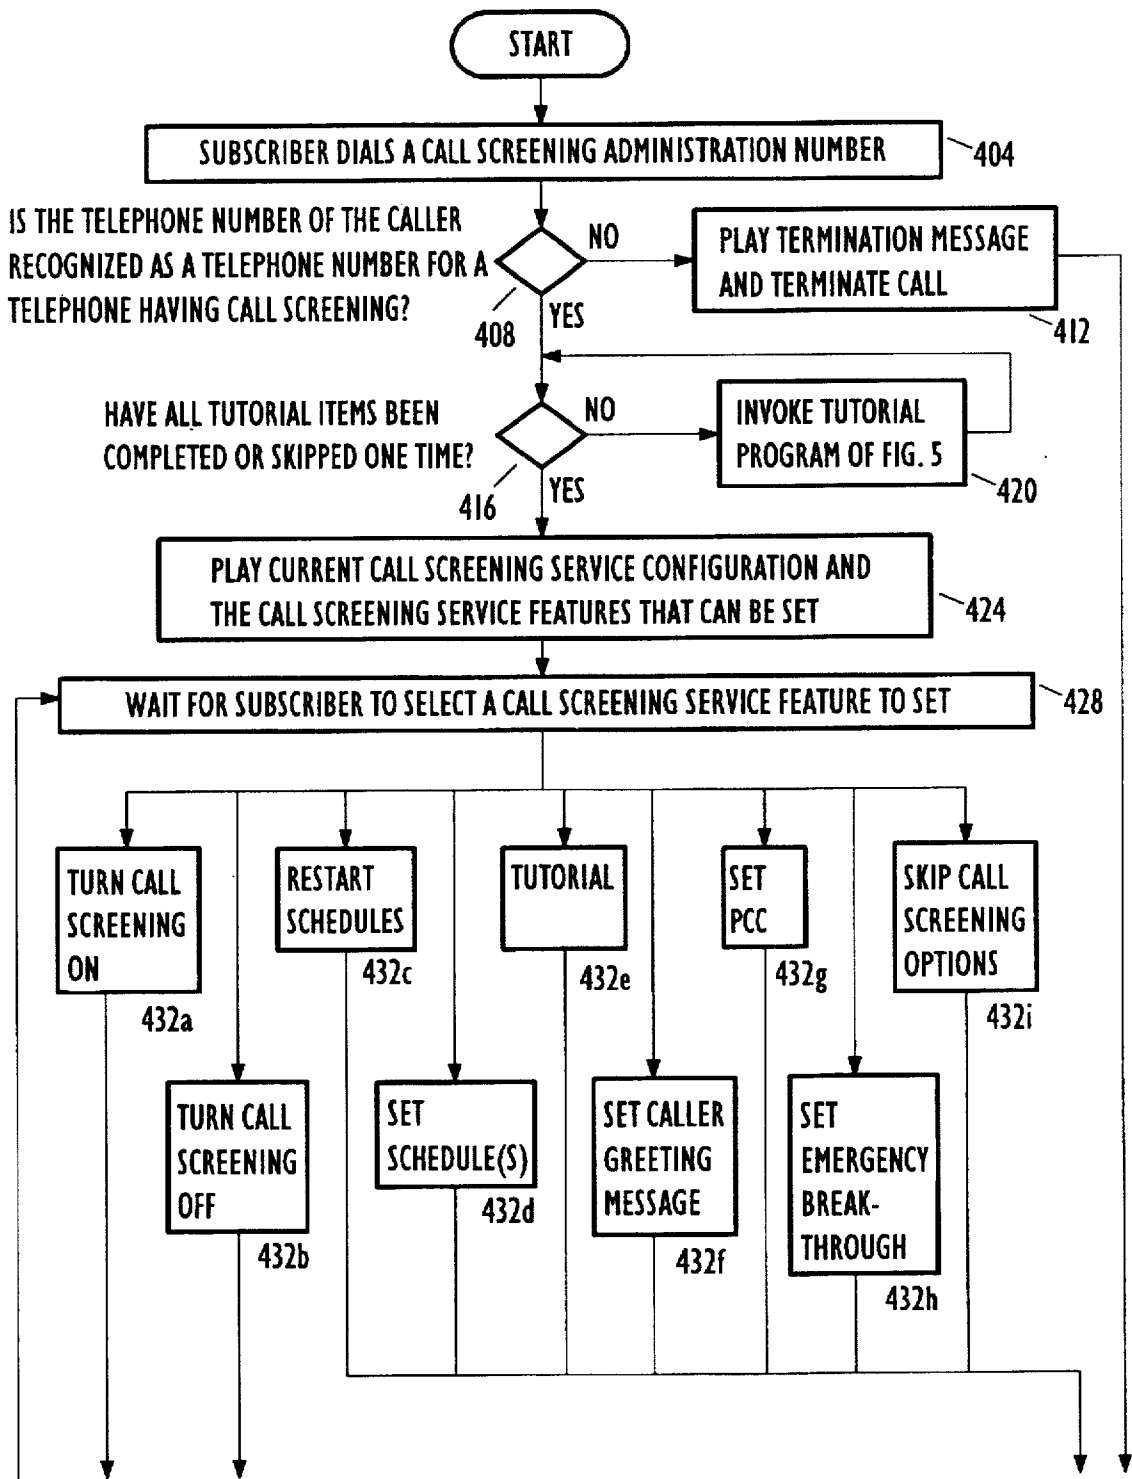 START
SUBSCRIBER DIALS A CALL SCREENING ADMINISTRATION NUMBER
404
IS THE TELEPHONE NUMBER OF THE CALLER
RECOGNIZED AS A TELEPHONE NUMBER FOR A
TELEPHONE HAVING CALL SCREENING?
408
NO
YES
PLAY TERMINATION MESSAGE
AND TERMINATE CALL
412
HAVE ALL TUTORIAL ITEMS BEEN
COMPLETED OR SKIPPED ONE TIME?
416
NO
YES
INVOKE TUTORIAL
PROGRAM OF FIG. 5
420
PLAY CURRENT CALL SCREENING SERVICE CONFIGURATION AND
THE CALL SCREENING SERVICE FEATURES THAT CAN BE SET
424
WAIT FOR SUBSCRIBER TO SELECT A CALL SCREENING SERVICE FEATURE TO SET
428
TURN CALL
SCREENING
ON
432a
RESTART
SCHEDULES
432c
TUTORIAL
432e
SET
PCC
432g
SKIP CALL
SCREENING
OPTIONS
432i
TURN CALL
SCREENING
OFF
432b
SET
SCHEDULE(S)
432d
SET CALLER
GREETING
MESSAGE
432f
SET
EMERGENCY
BREAK-
THROUGH
432h